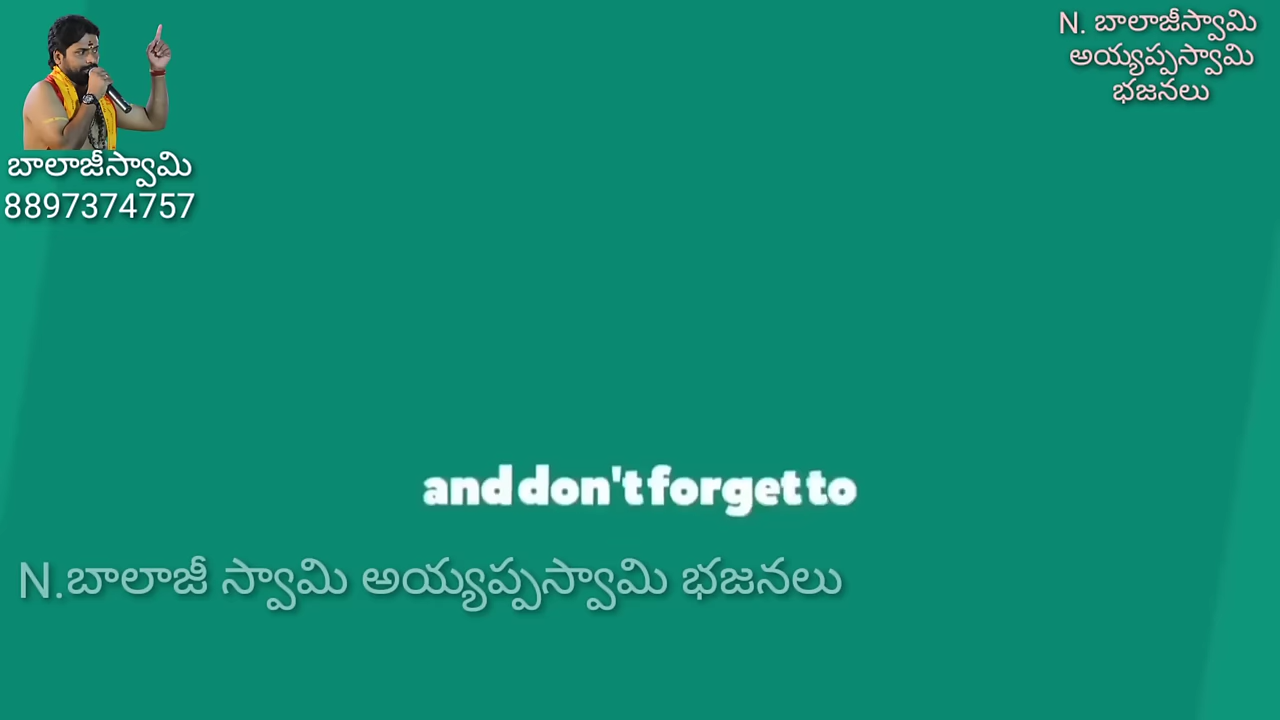 N. బాలాజీస్వామి
అయ్యప్పస్వామి
భజనలు
బాలాజీస్వామి
8897374757
and don't forget to
N.బాలాజీ స్వామి అయ్యప్పస్వామి భజనలు